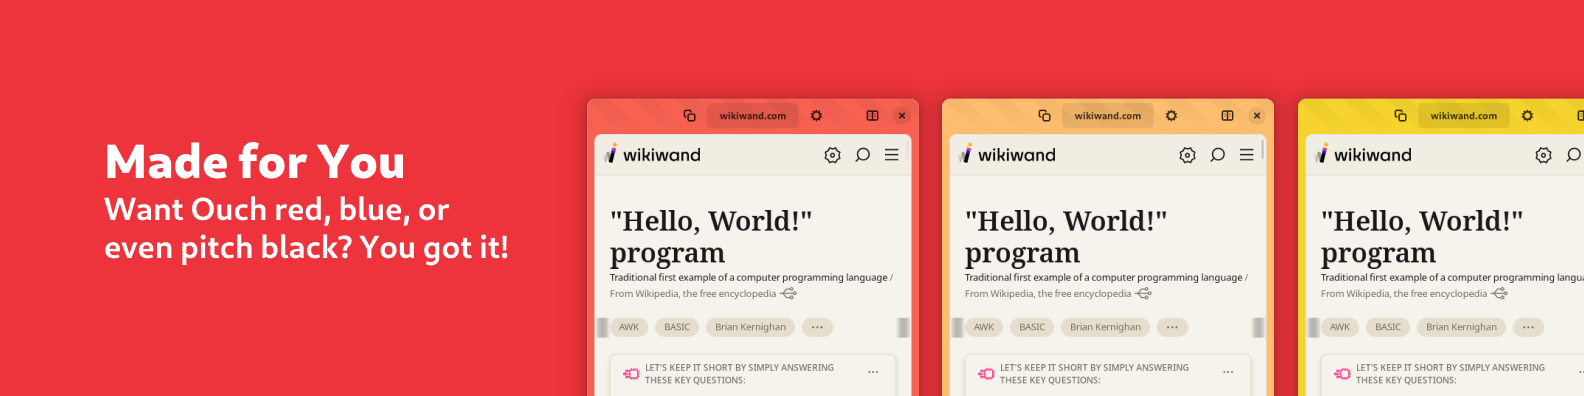 Made for You
Want Ouch red, blue, or
even pitch black? You got it!
wikiwand.com
wikiwand
"Hello, World!"
program
Traditional first example of a computer programming language /
From Wikipedia, the free encyclopedia
AWK BASIC Brian Kernighan ...
LET'S KEEP IT SHORT BY SIMPLY ANSWERING ...
THESE KEY QUESTIONS:
wikiwand.com
wikiwand
"Hello, World!"
program
Traditional first example of a computer programming language /
From Wikipedia, the free encyclopedia
AWK BASIC Brian Kernighan ...
LET'S KEEP IT SHORT BY SIMPLY ANSWERING ...
THESE KEY QUESTIONS:
wikiwand.com
wikiwand
"Hello, World!"
program
Traditional first example of a computer programming langua
From Wikipedia, the free encyclopedia
AWK BASIC Brian Kernighan ...
LET'S KEEP IT SHORT BY SIMPLY ANSWERING
THESE KEY QUESTIONS: